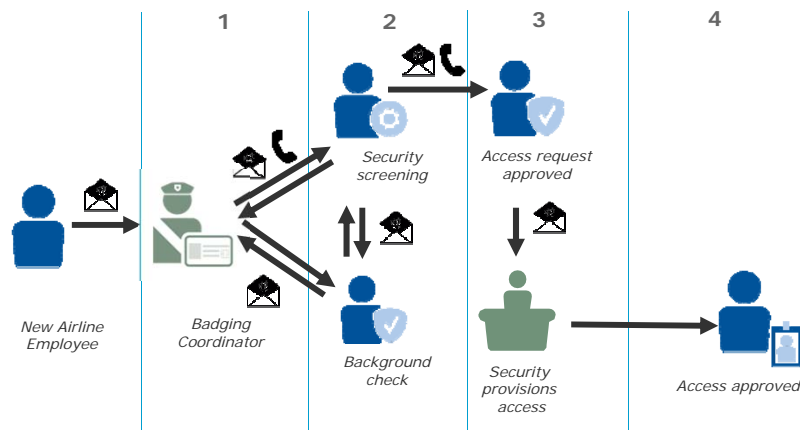 1
2
3
4
Security
screening
Access request
approved
New Airline
Employee
Badging
Coordinator
Background
check
Security
provisions
access
Access approved